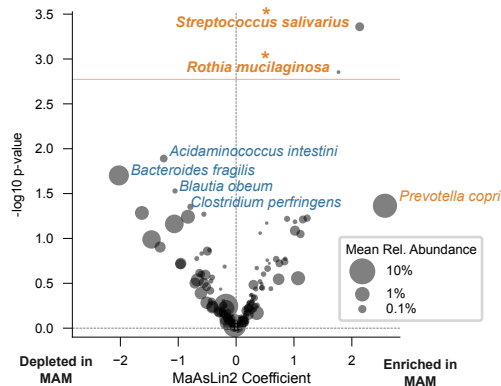 3.5
*
Streptococcus salivarius
3.0
*
Rothia mucilaginosa
2.5
2.0
Acidaminococcus intestini
Bacteroides fragilis
1.5
Blautia obeum
Clostridium perfringens
Prevotella copri
1.0
Mean Rel. Abundance
10%
1%
0.1%
0.5
0.0
-log10 p-value
−2
−1
0
1
2
Depleted in
MAM
MaAsLin2 Coefficient
Enriched in
MAM